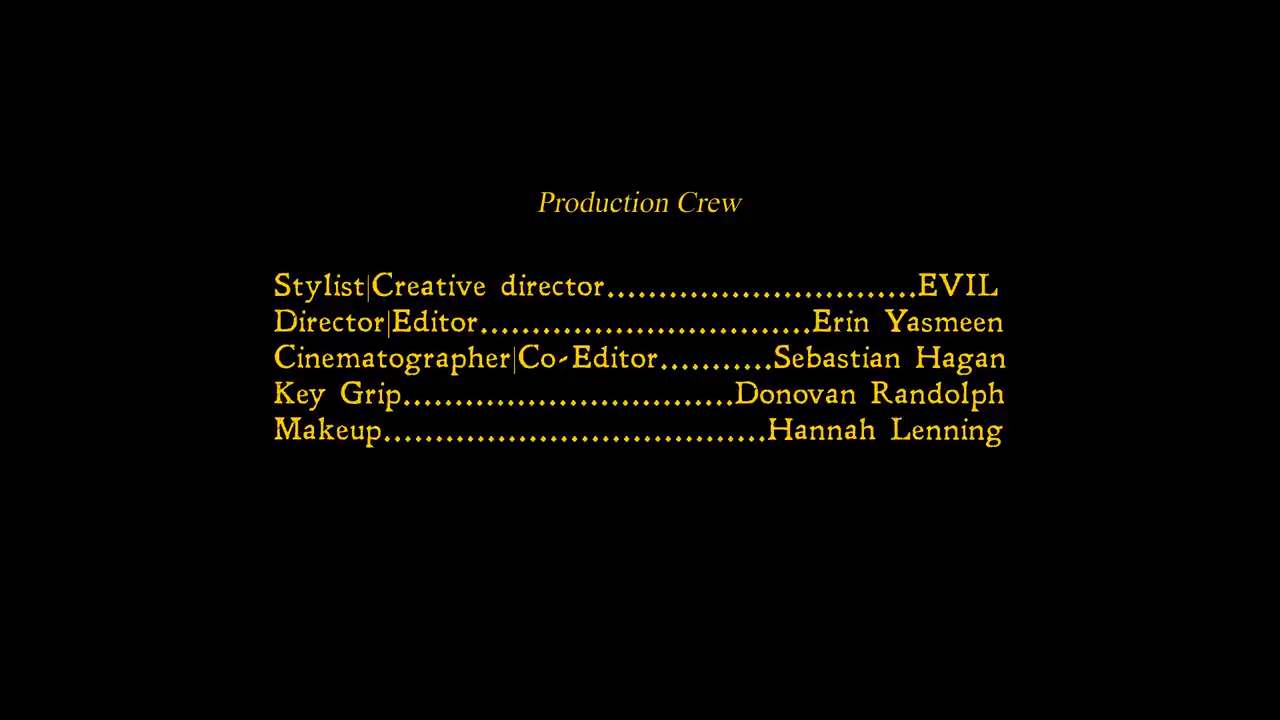 Production Crew
Stylist|Creative director..............................EVIL
Director|Editor................................Erin Yasmeen
Cinematographer|Co-Editor...........Sebastian Hagan
Key Grip................................Donovan Randolph
Makeup.....................................Hannah Lenning